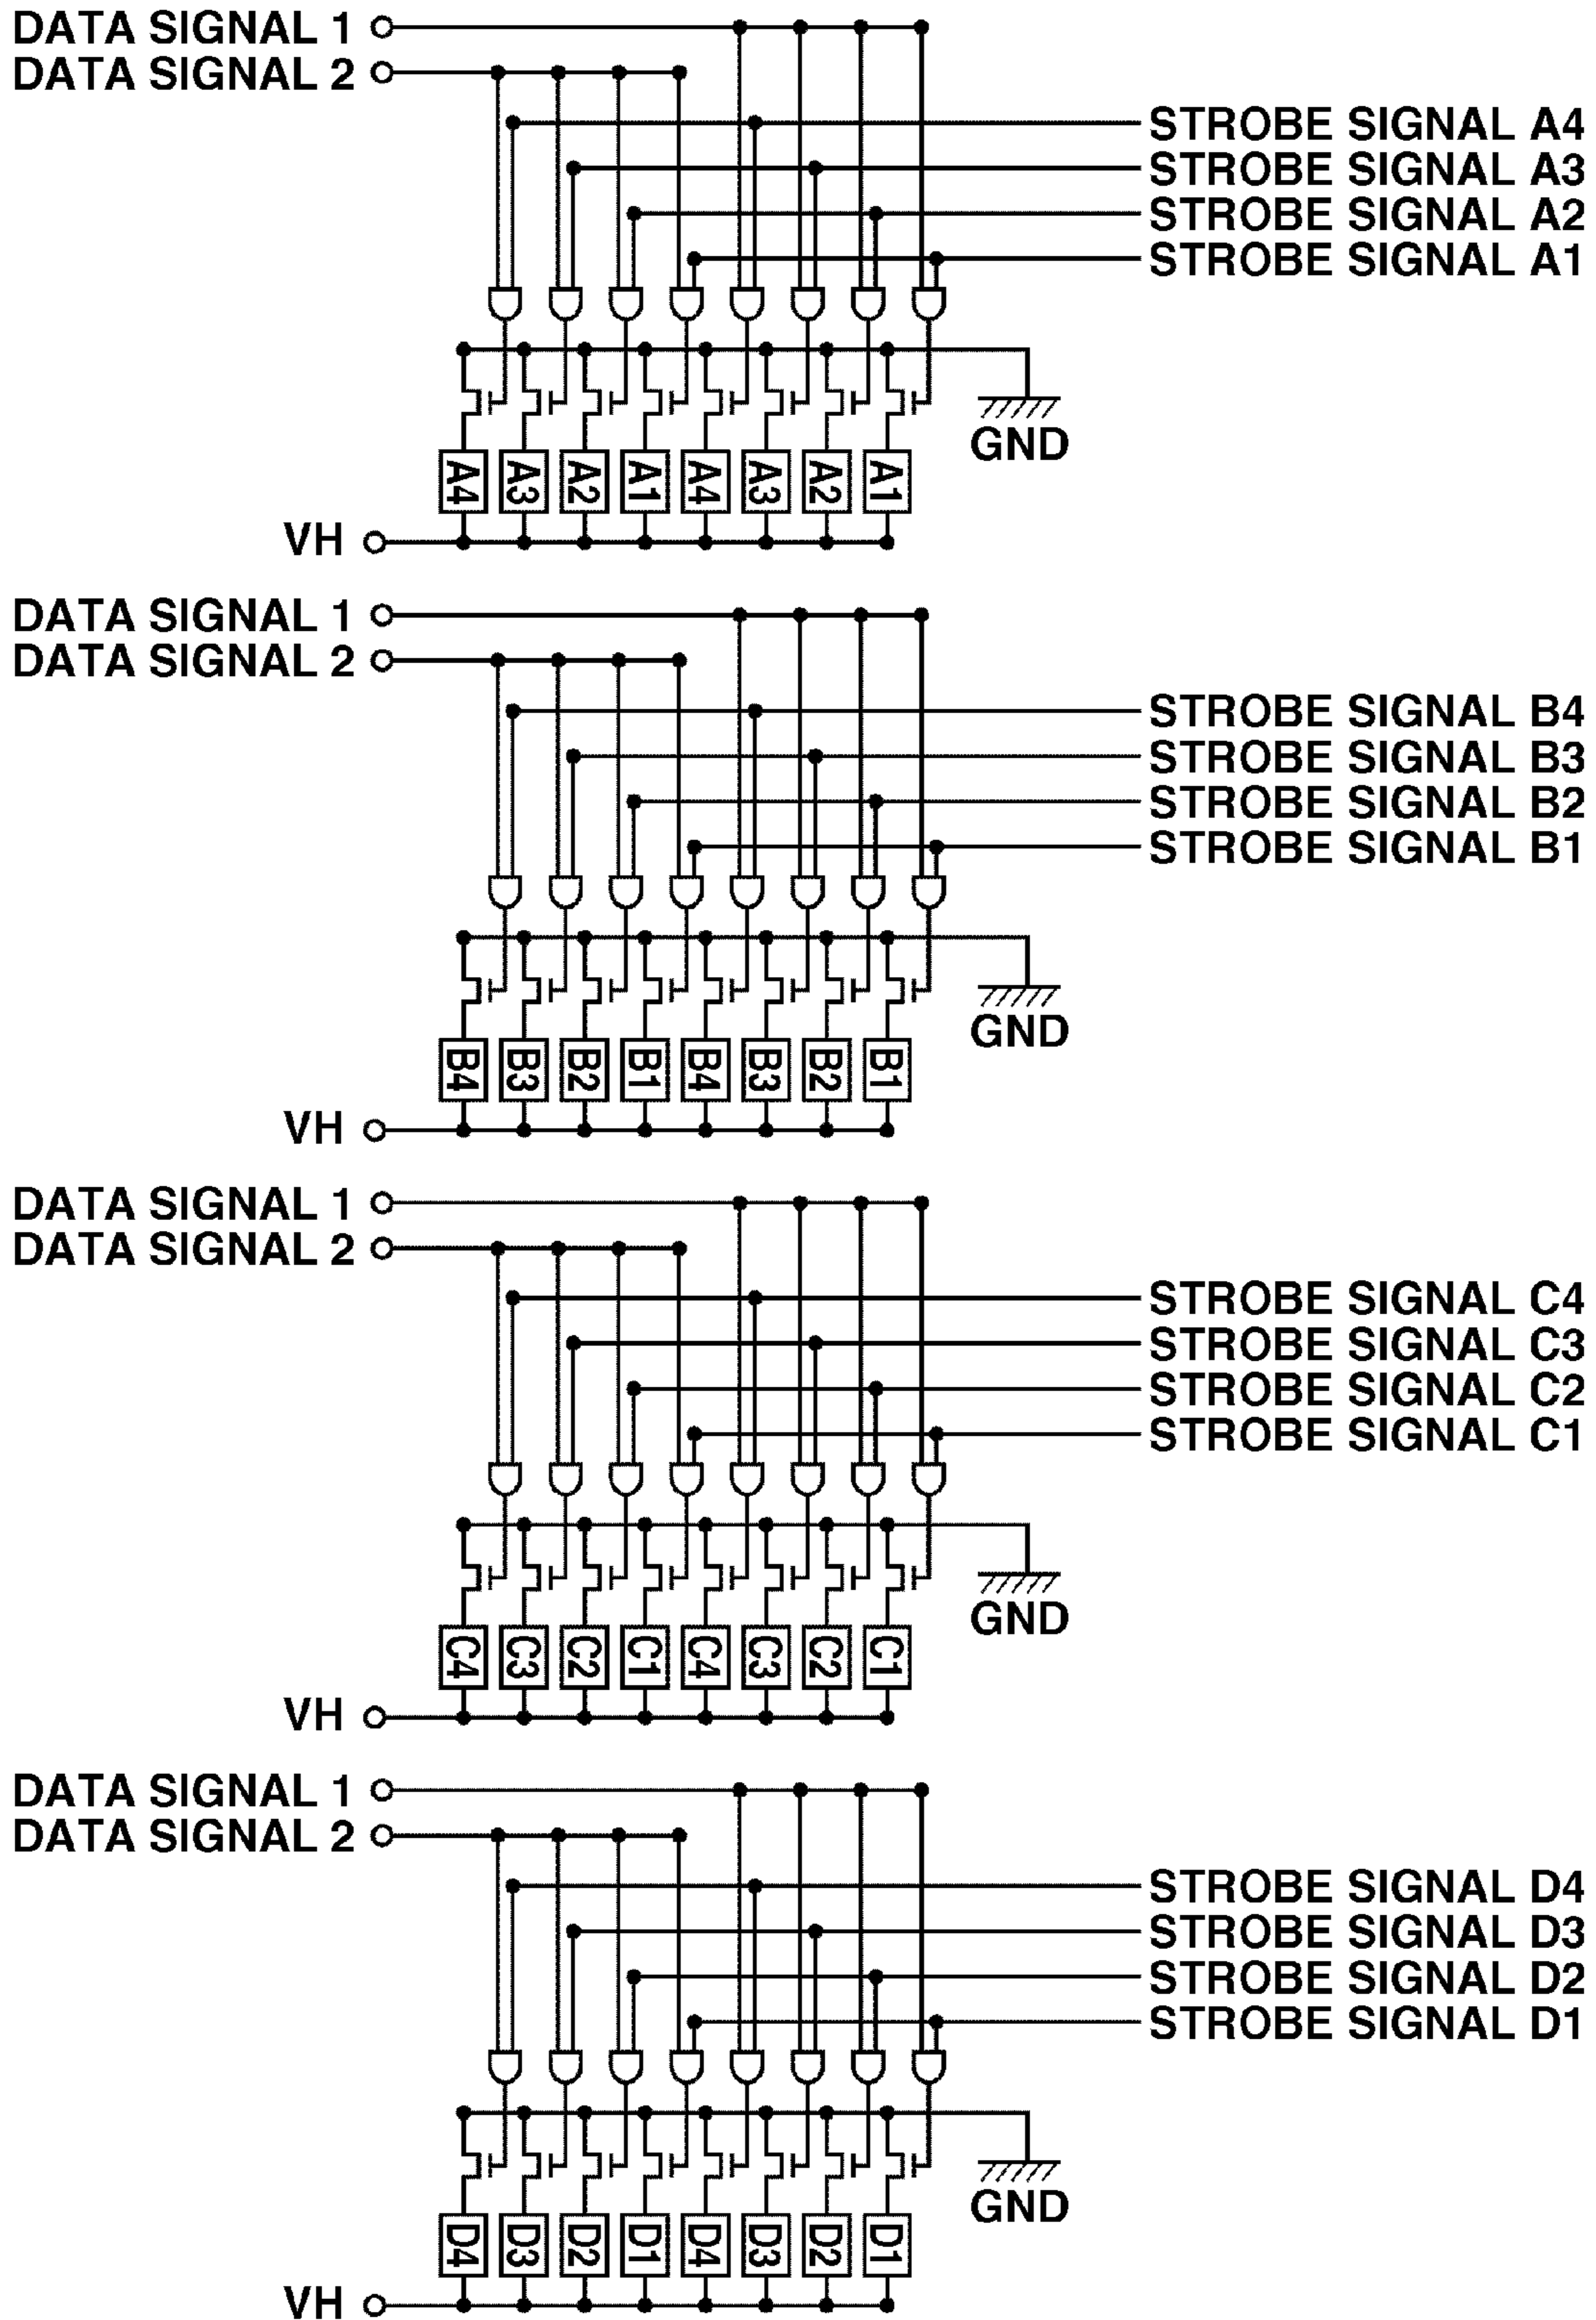 DATA SIGNAL 1
DATA SIGNAL 2
STROBE SIGNAL A4
STROBE SIGNAL A3
STROBE SIGNAL A2
STROBE SIGNAL A1
GND
A4 A3 A2 A1 A4 A3 A2 A1
VH
DATA SIGNAL 1
DATA SIGNAL 2
STROBE SIGNAL B4
STROBE SIGNAL B3
STROBE SIGNAL B2
STROBE SIGNAL B1
GND
B4 B3 B2 B1 B4 B3 B2 B1
VH
DATA SIGNAL 1
DATA SIGNAL 2
STROBE SIGNAL C4
STROBE SIGNAL C3
STROBE SIGNAL C2
STROBE SIGNAL C1
GND
C4 C3 C2 C1 C4 C3 C2 C1
VH
DATA SIGNAL 1
DATA SIGNAL 2
STROBE SIGNAL D4
STROBE SIGNAL D3
STROBE SIGNAL D2
STROBE SIGNAL D1
GND
D4 D3 D2 D1 D4 D3 D2 D1
VH